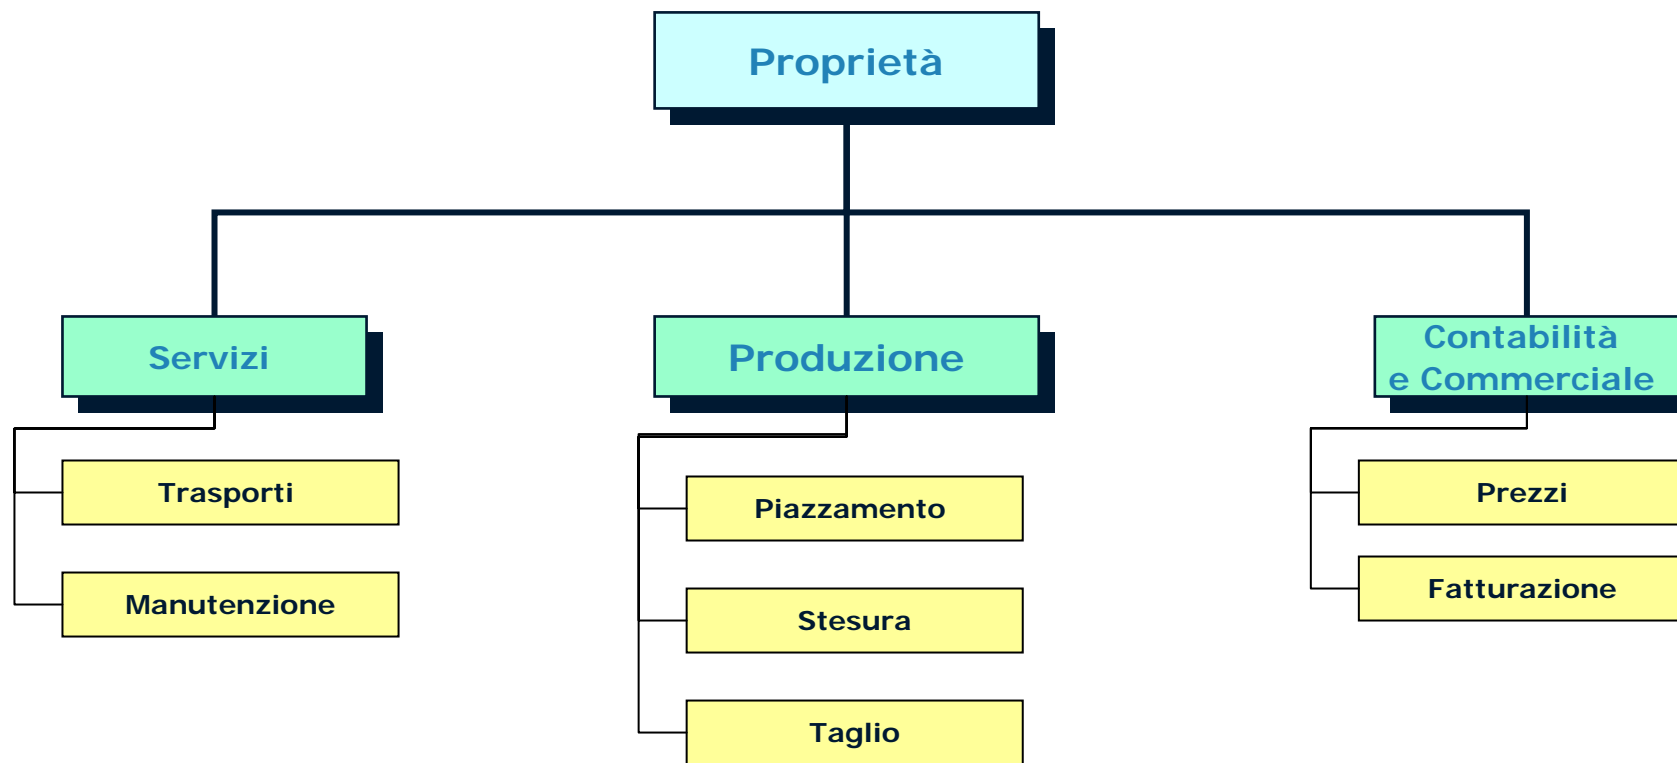 Proprietà
Servizi
Produzione
Contabilità
e Commerciale
Trasporti
Manutenzione
Piazzamento
Stesura
Taglio
Prezzi
Fatturazione